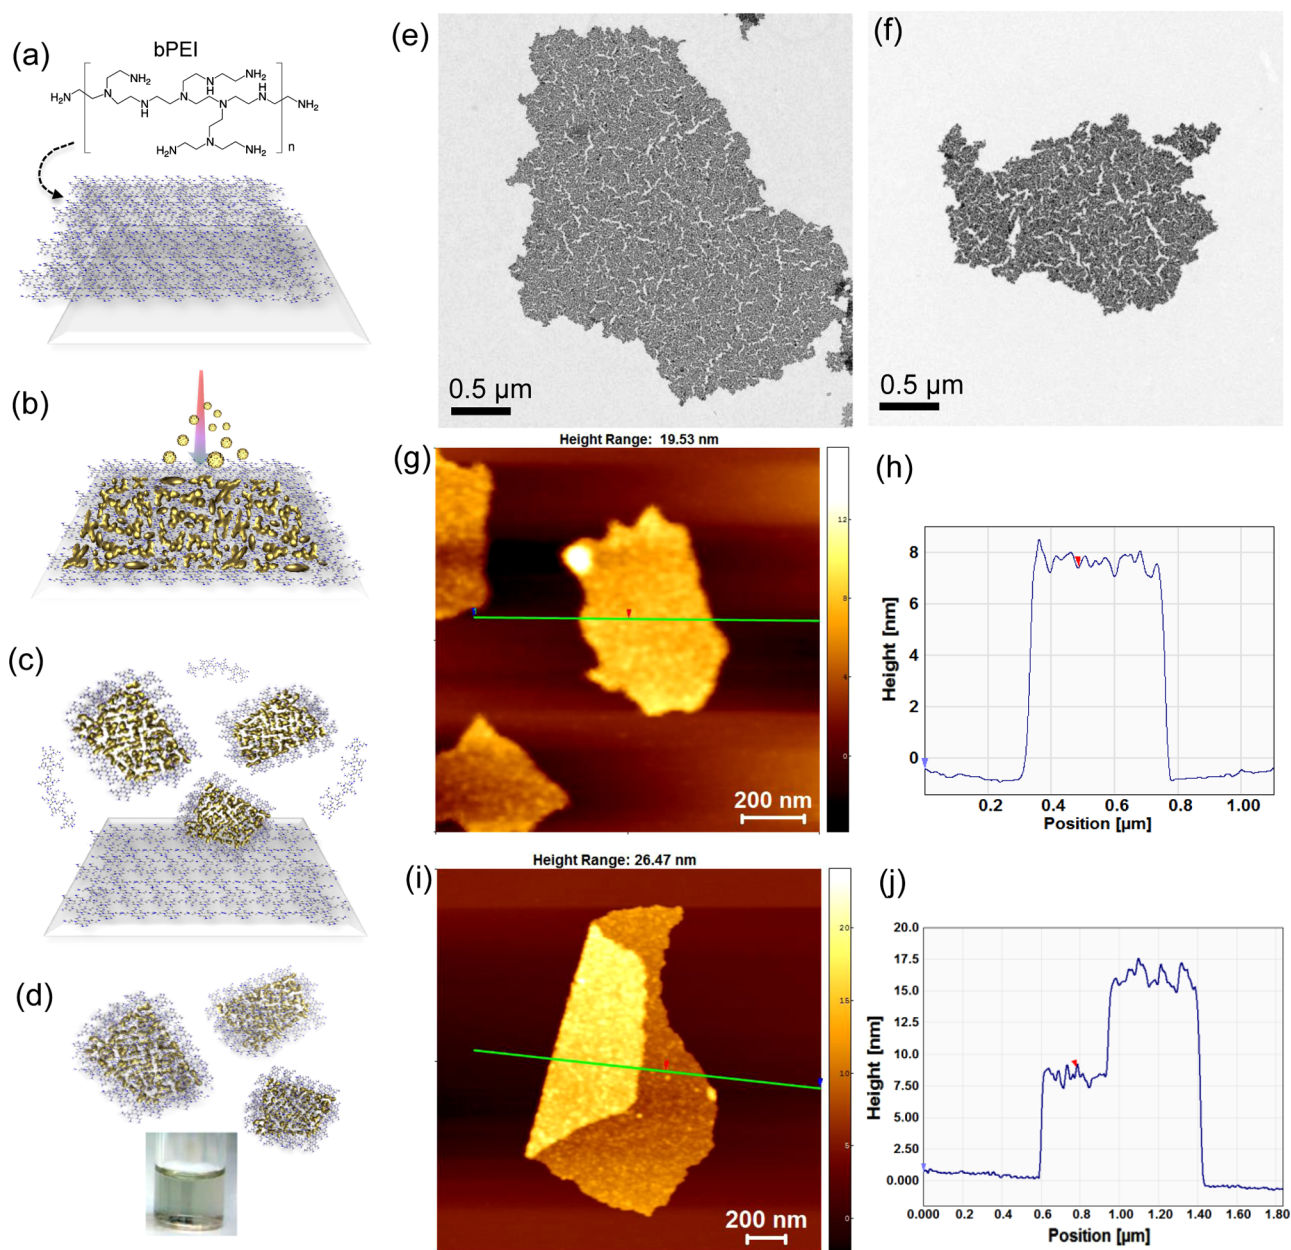 (a)
bPEI
NH₂
NH₂
H
N
H
N
H₂N
N
N
H
N
N
N
H
N
NH₂
N
H₂N
NH₂
n
(b)
(c)
(d)
(e)
0.5 µm
(f)
0.5 µm
Height Range: 19.53 nm
(g)
12
8
4
0
200 nm
(h)
Height [nm]
8
6
4
2
0
0.2
0.4
0.6
0.8
1.00
Position [µm]
Height Range: 26.47 nm
(i)
20
15
10
5
0
200 nm
(j)
Height [nm]
20.0
17.5
15.0
12.5
10.0
7.50
5.00
2.50
0.000
0.000
0.2
0.4
0.6
0.8
1.00
1.20
1.40
1.60
1.80
Position [µm]